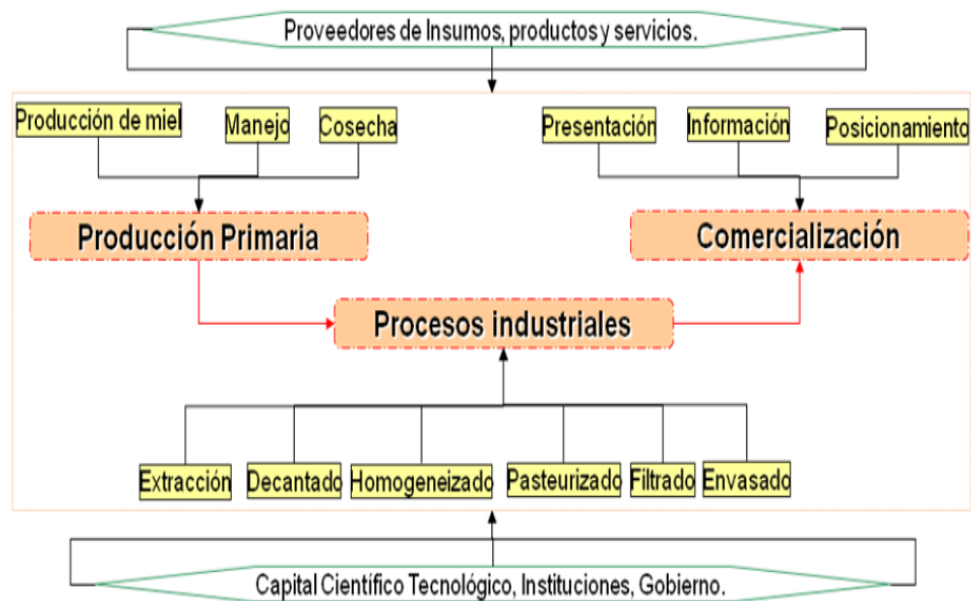 Proveedores de Insumos, productos y servicios.
Producción de miel
Manejo
Cosecha
Presentación
Información
Posicionamiento
Producción Primaria
Comercialización
Procesos industriales
Extracción
Decantado
Homogeneizado
Pasteurizado
Filtrado
Envasado
Capital Científico Tecnológico, Instituciones, Gobierno.